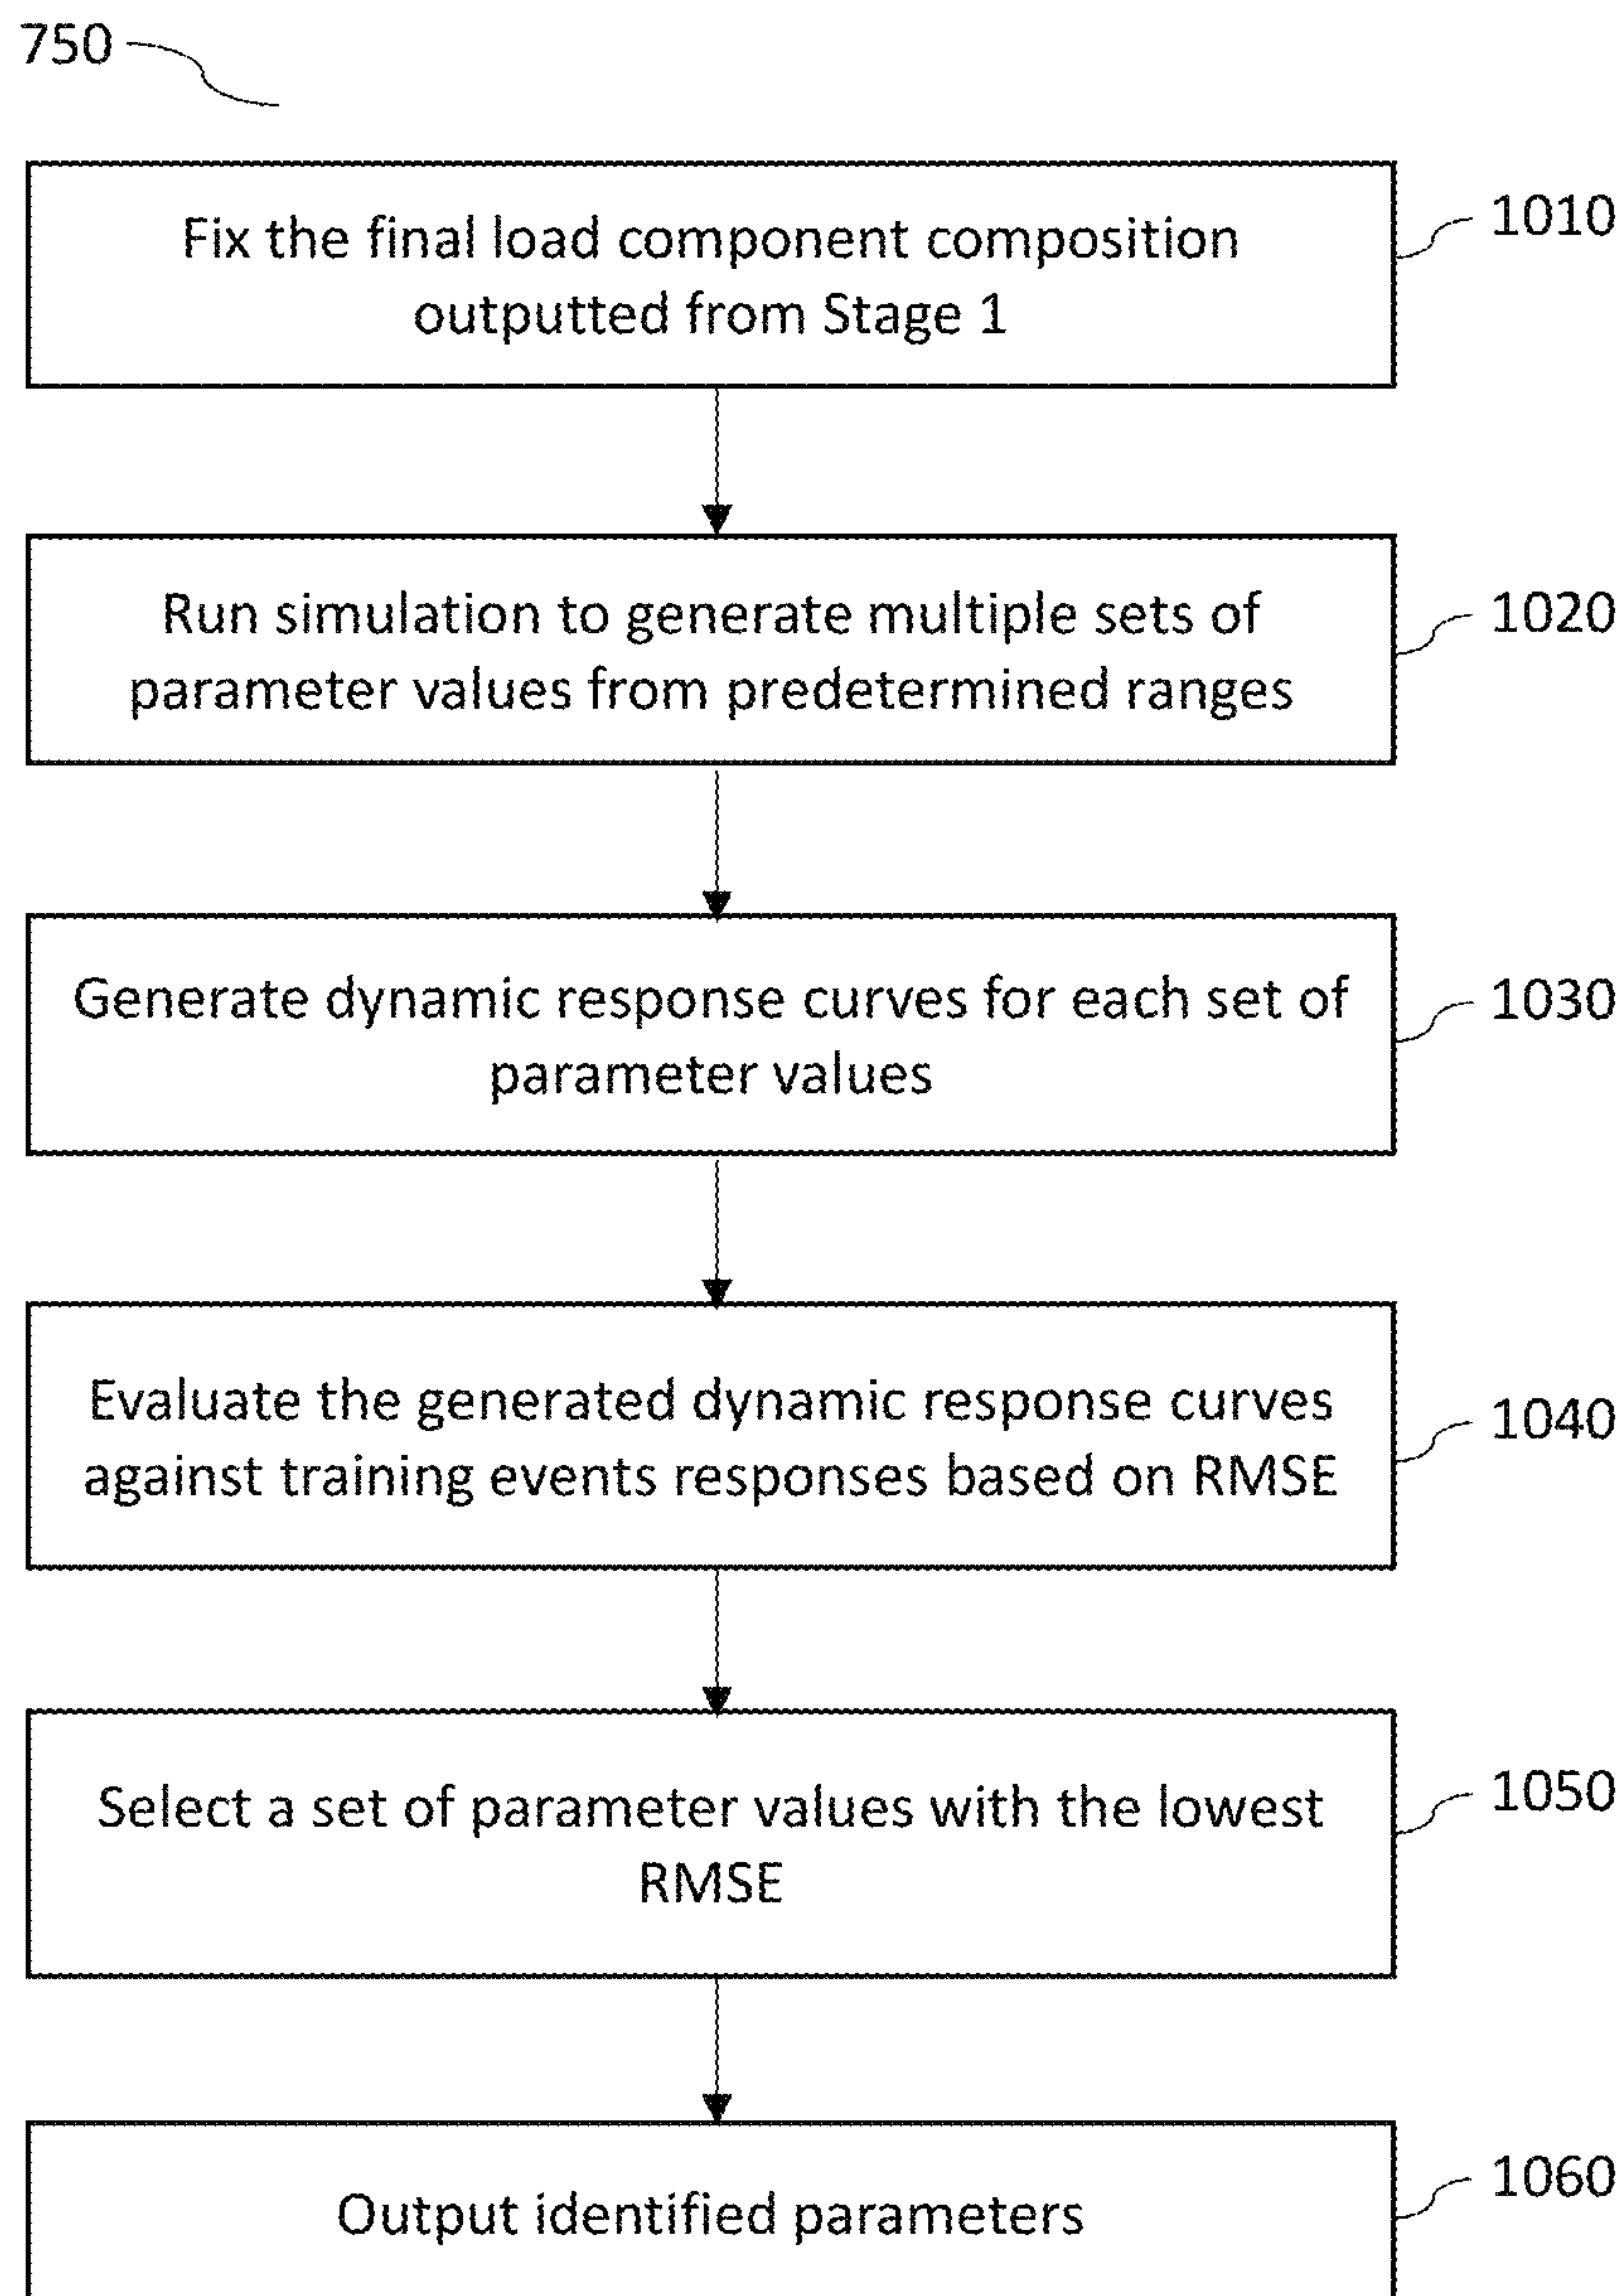 750
Fix the final load component composition
outputted from Stage 1
1010
Run simulation to generate multiple sets of
parameter values from predetermined ranges
1020
Generate dynamic response curves for each set of
parameter values
1030
Evaluate the generated dynamic response curves
against training events responses based on RMSE
1040
Select a set of parameter values with the lowest
RMSE
1050
Output identified parameters
1060